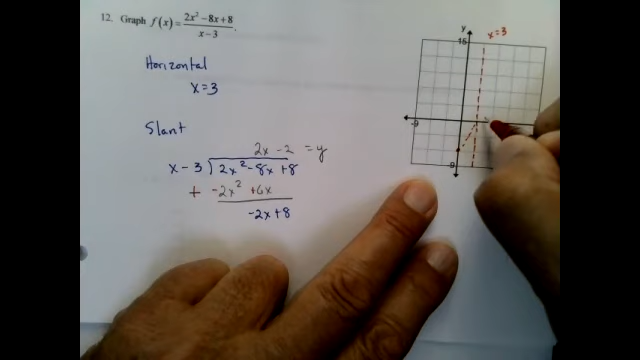 12. Graph f(x) = (2x² − 8x + 8)/(x − 3).
y
x = 3
15
Horizontal
x = 3
-9
Slant
2x − 2 = y
x − 3 ) 2x² − 8x + 8
+ −2x² + 6x
−2x + 8